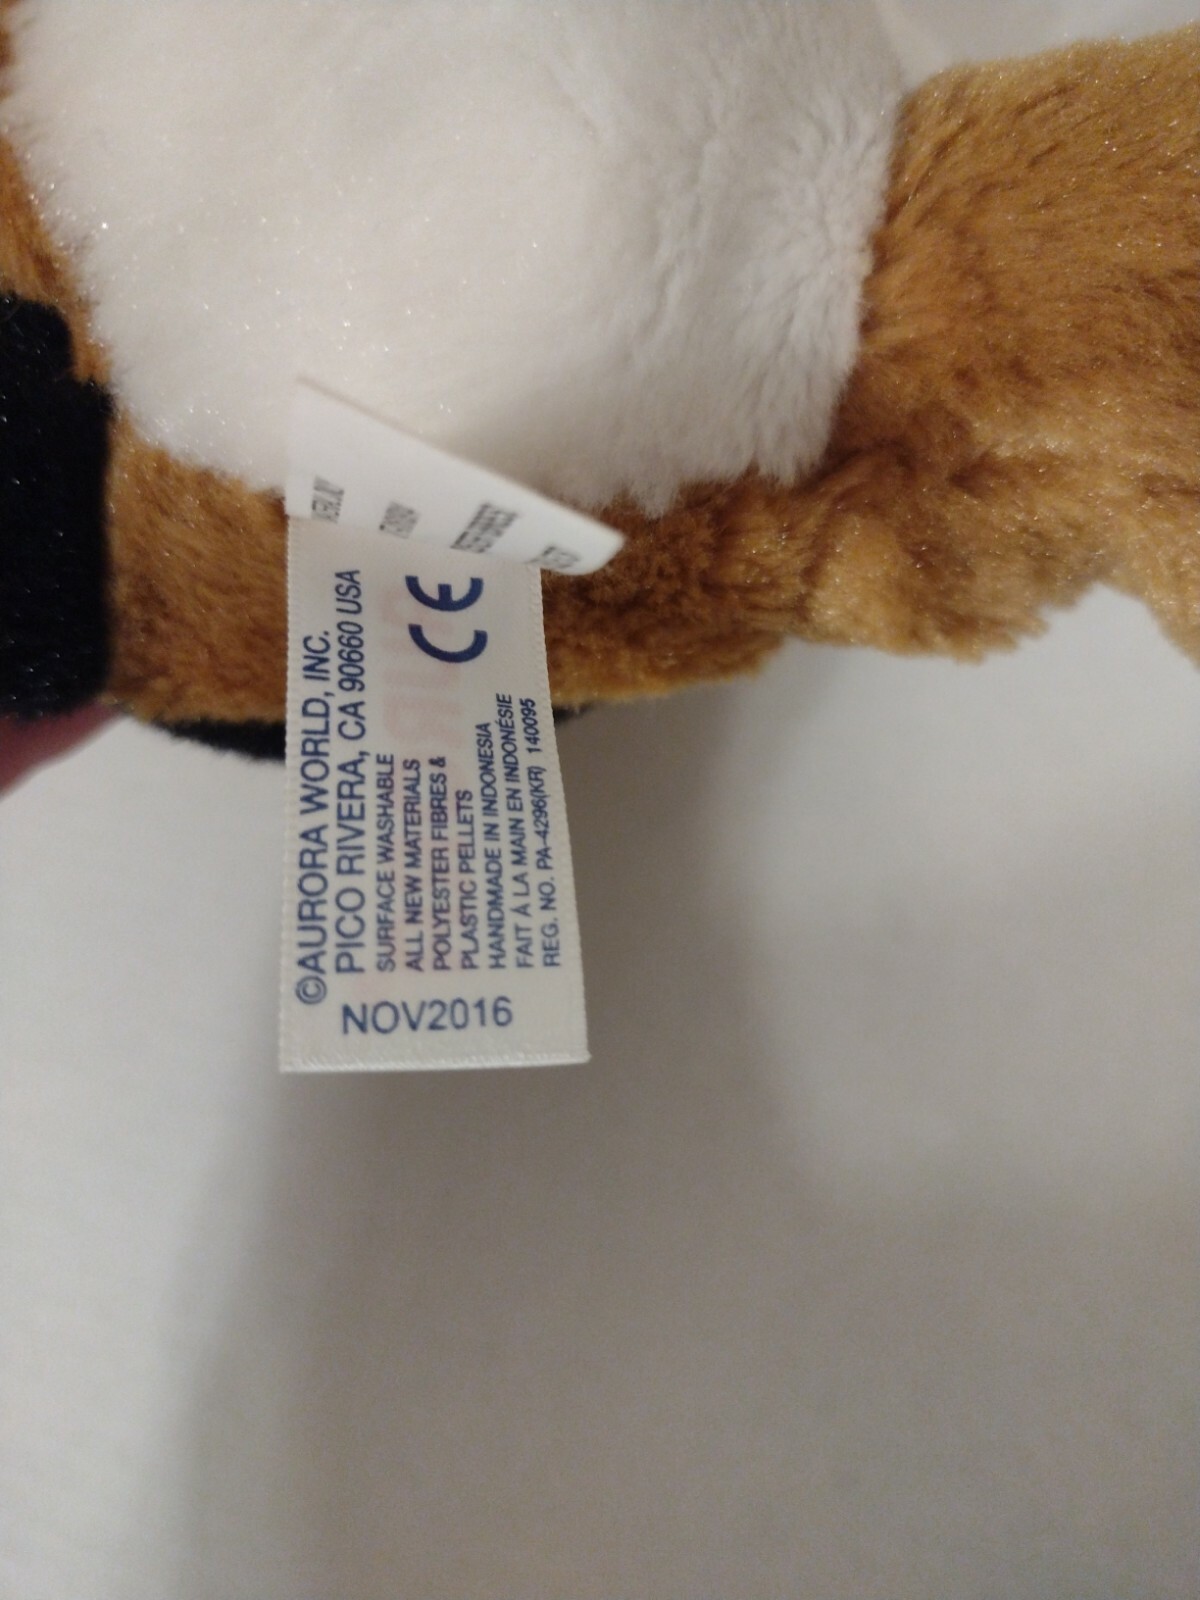 ©AURORA WORLD, INC.
PICO RIVERA, CA 90660 USA
SURFACE WASHABLE
ALL NEW MATERIALS
POLYESTER FIBRES &
PLASTIC PELLETS
HANDMADE IN INDONESIA
FAIT À LA MAIN EN INDONÉSIE
REG. NO. PA-4296(KR) 140095
CE
NOV2016